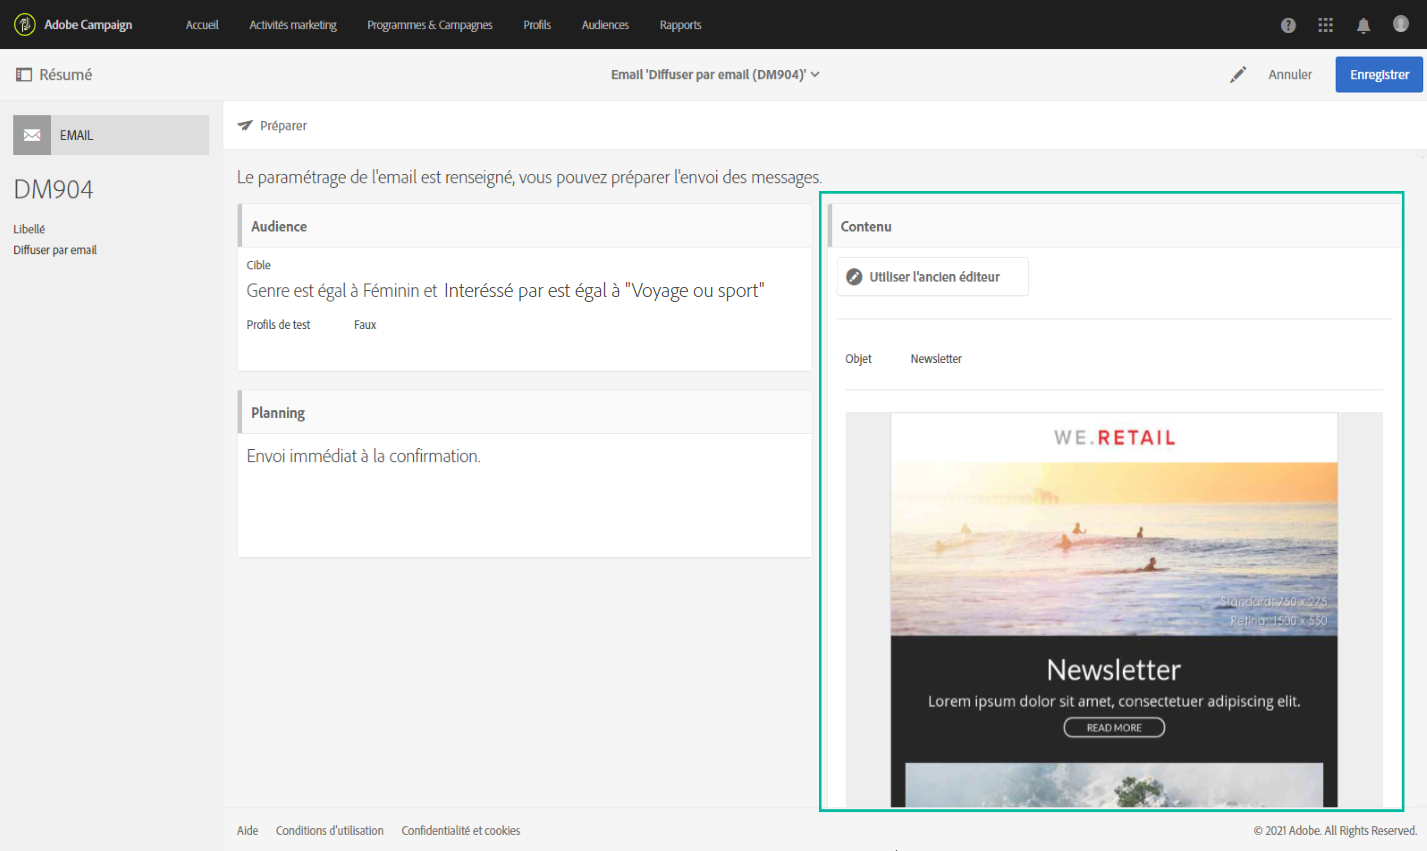 Adobe Campaign Accueil Activités marketing Programmes & Campagnes Profils Audiences Rapports
Résumé
Email 'Diffuser par email (DM904)'
Annuler
Enregistrer
EMAIL
DM904
Libellé
Diffuser par email
Préparer
Le paramétrage de l'email est renseigné, vous pouvez préparer l'envoi des messages.
Audience
Cible
Genre est égal à Féminin et Interéssé par est égal à "Voyage ou sport"
Profils de test Faux
Planning
Envoi immédiat à la confirmation.
Contenu
Utiliser l'ancien éditeur
Objet Newsletter
WE.RETAIL
Standard: 750 x 275
Retina: 1500 x 550
Newsletter
Lorem ipsum dolor sit amet, consectetuer adipiscing elit.
READ MORE
Aide Conditions d'utilisation Confidentialité et cookies
© 2021 Adobe. All Rights Reserved.